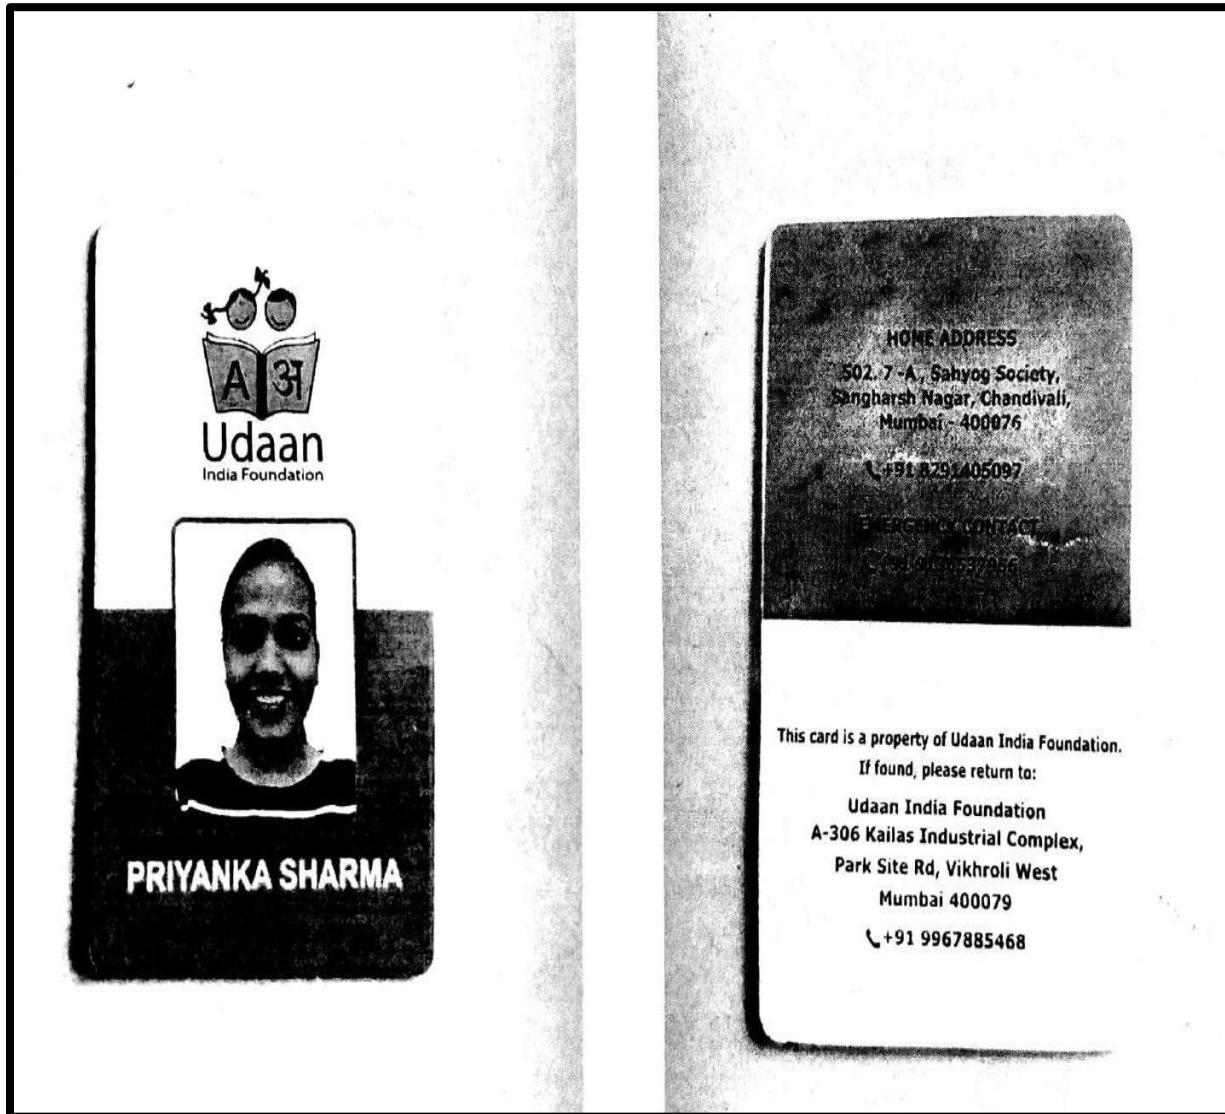 A अ
Udaan
India Foundation
PRIYANKA SHARMA
HOME ADDRESS
502. 7 -A, Sahyog Society,
Sangharsh Nagar, Chandivali,
Mumbai - 400076
+91 8291405097
EMERGENCY CONTACT
+91
This card is a property of Udaan India Foundation.
If found, please return to:
Udaan India Foundation
A-306 Kailas Industrial Complex,
Park Site Rd, Vikhroli West
Mumbai 400079
+91 9967885468